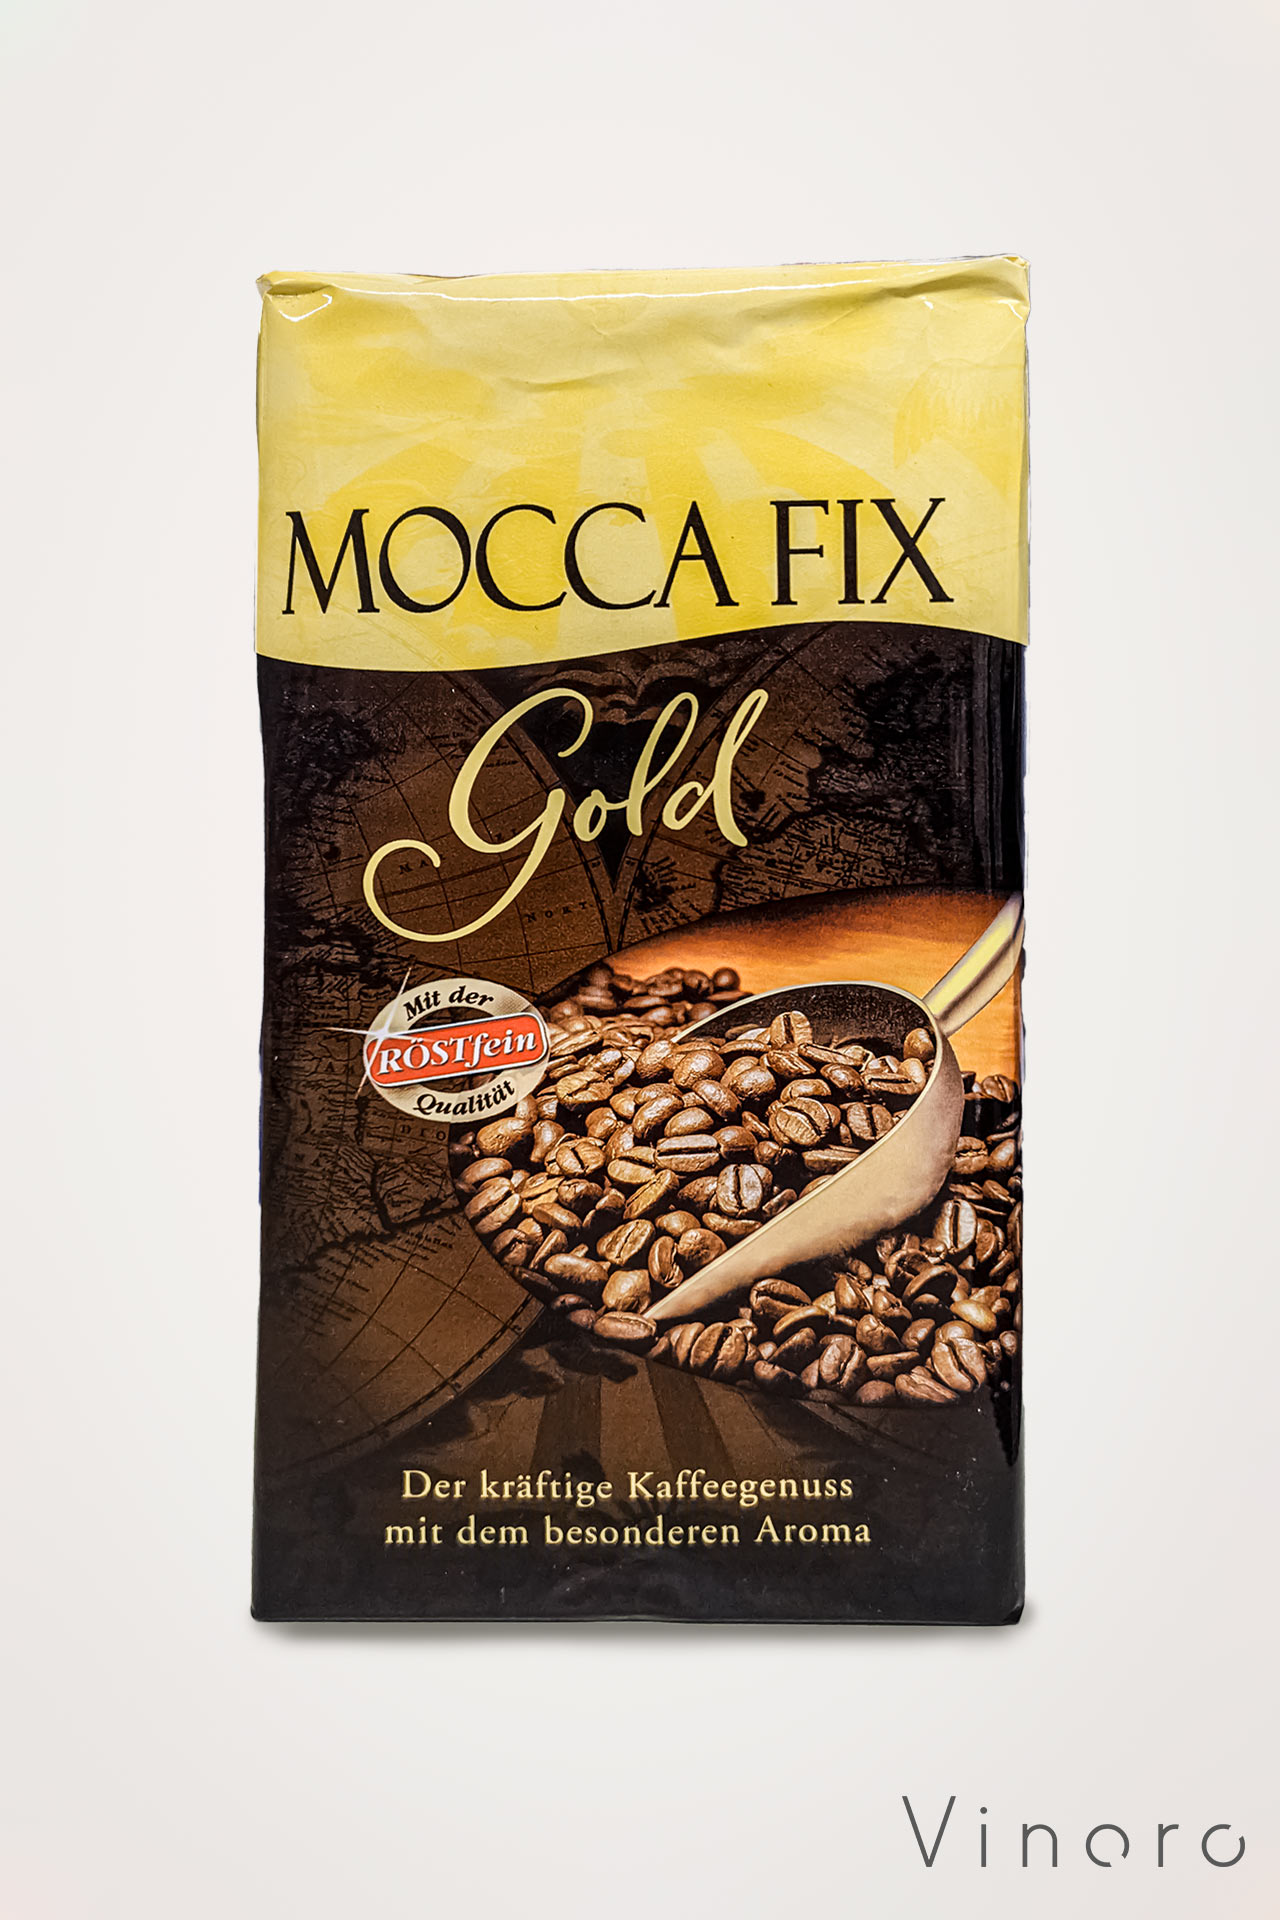 MOCCA FIX
Gold
Mit der
RÖSTfein
Qualität
Der kräftige Kaffeegenuss
mit dem besonderen Aroma
Vinoro